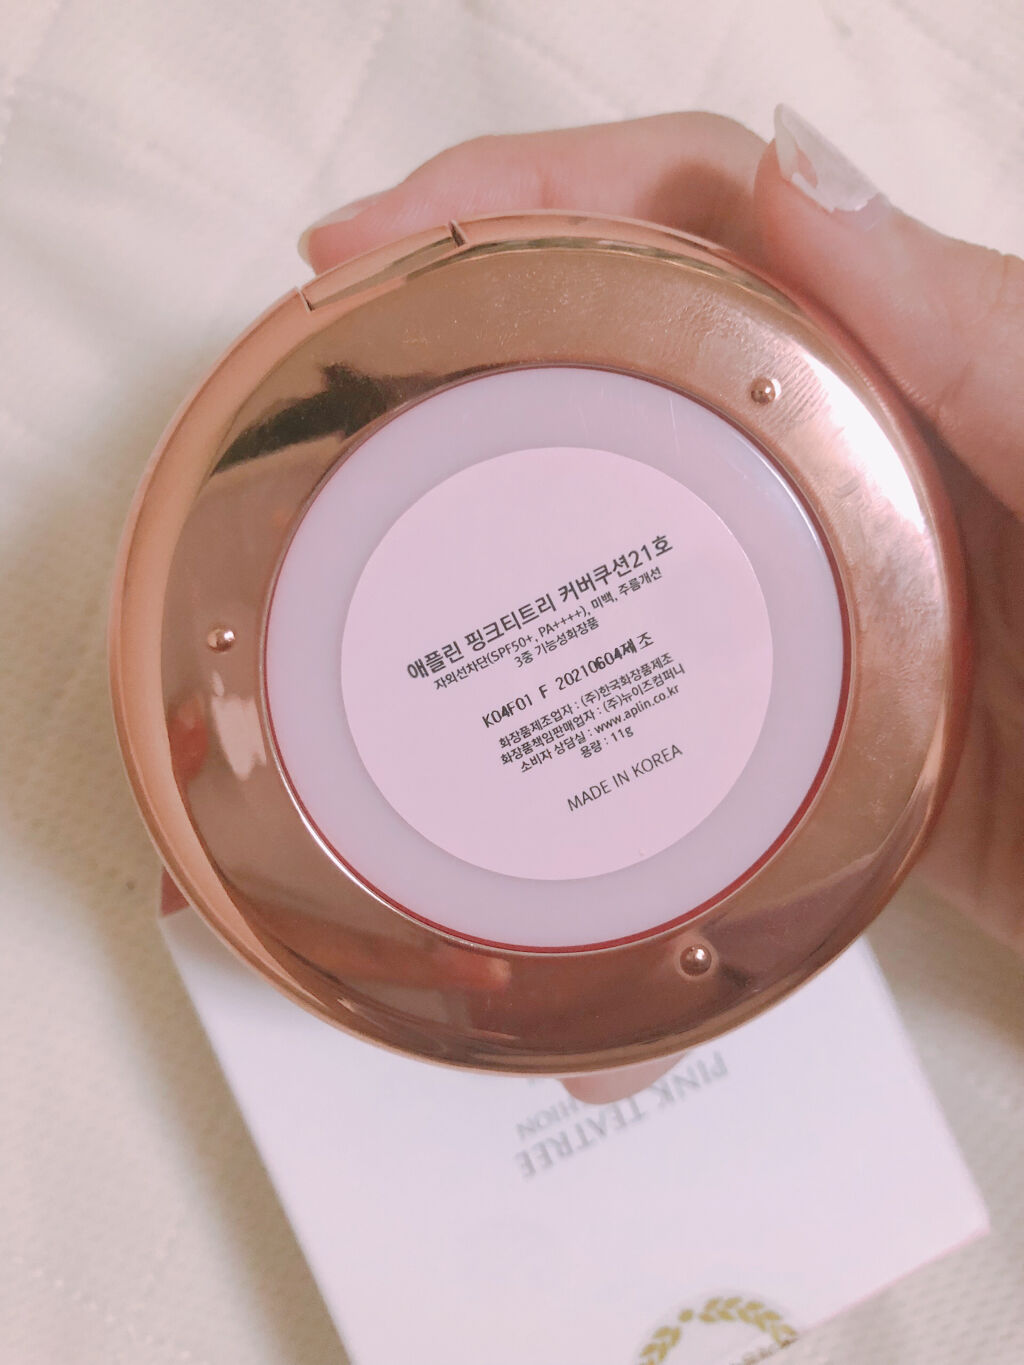 애플린 핑크티트리 커버쿠션21호
자외선차단(SPF50+, PA++++), 미백, 주름개선
3중 기능성화장품
K04F01 F 20210604제조
화장품제조업자 : (주)한국화장품제조
화장품책임판매업자 : (주)뉴이즈컴퍼니
소비자 상담실 : www.aplin.co.kr
용량 : 11g
MADE IN KOREA
PINK TEATREE